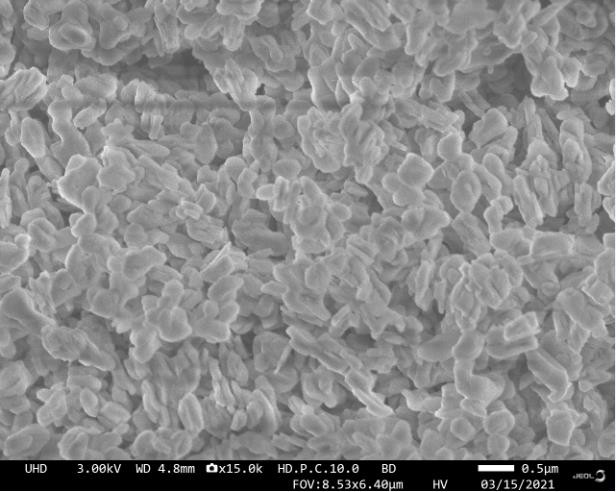 UHD 3.00kV WD 4.8mm x15.0k HD.P.C.10.0 BD 0.5µm
FOV:8.53x6.40µm HV 03/15/2021 JEOL